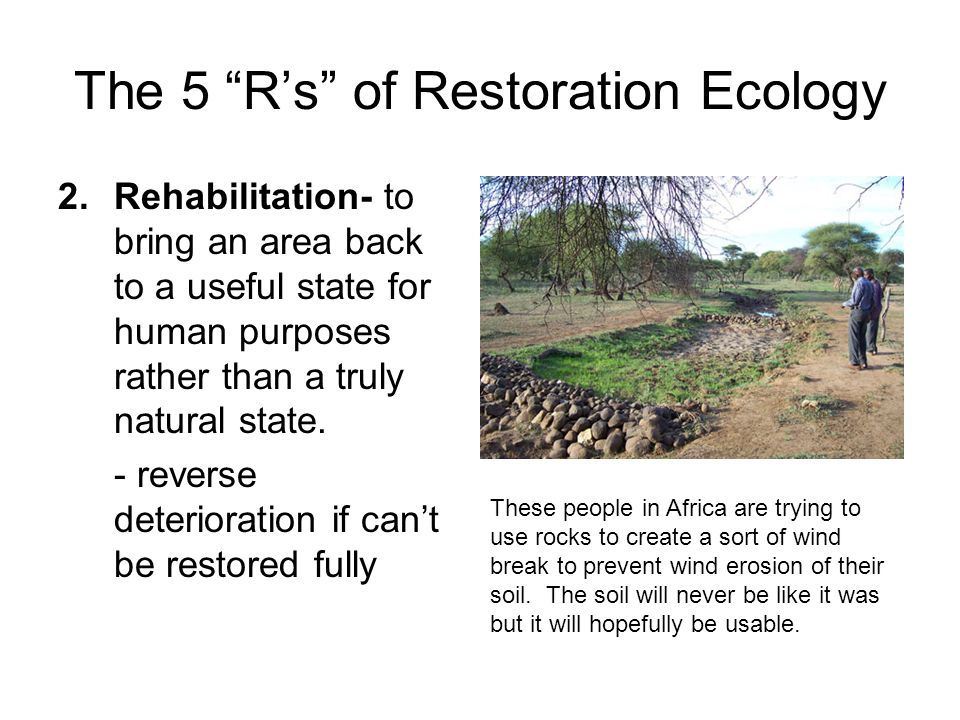 The 5 “R’s” of Restoration Ecology
2. Rehabilitation- to
bring an area back
to a useful state for
human purposes
rather than a truly
natural state.
- reverse
deterioration if can’t
be restored fully
These people in Africa are trying to
use rocks to create a sort of wind
break to prevent wind erosion of their
soil.  The soil will never be like it was
but it will hopefully be usable.